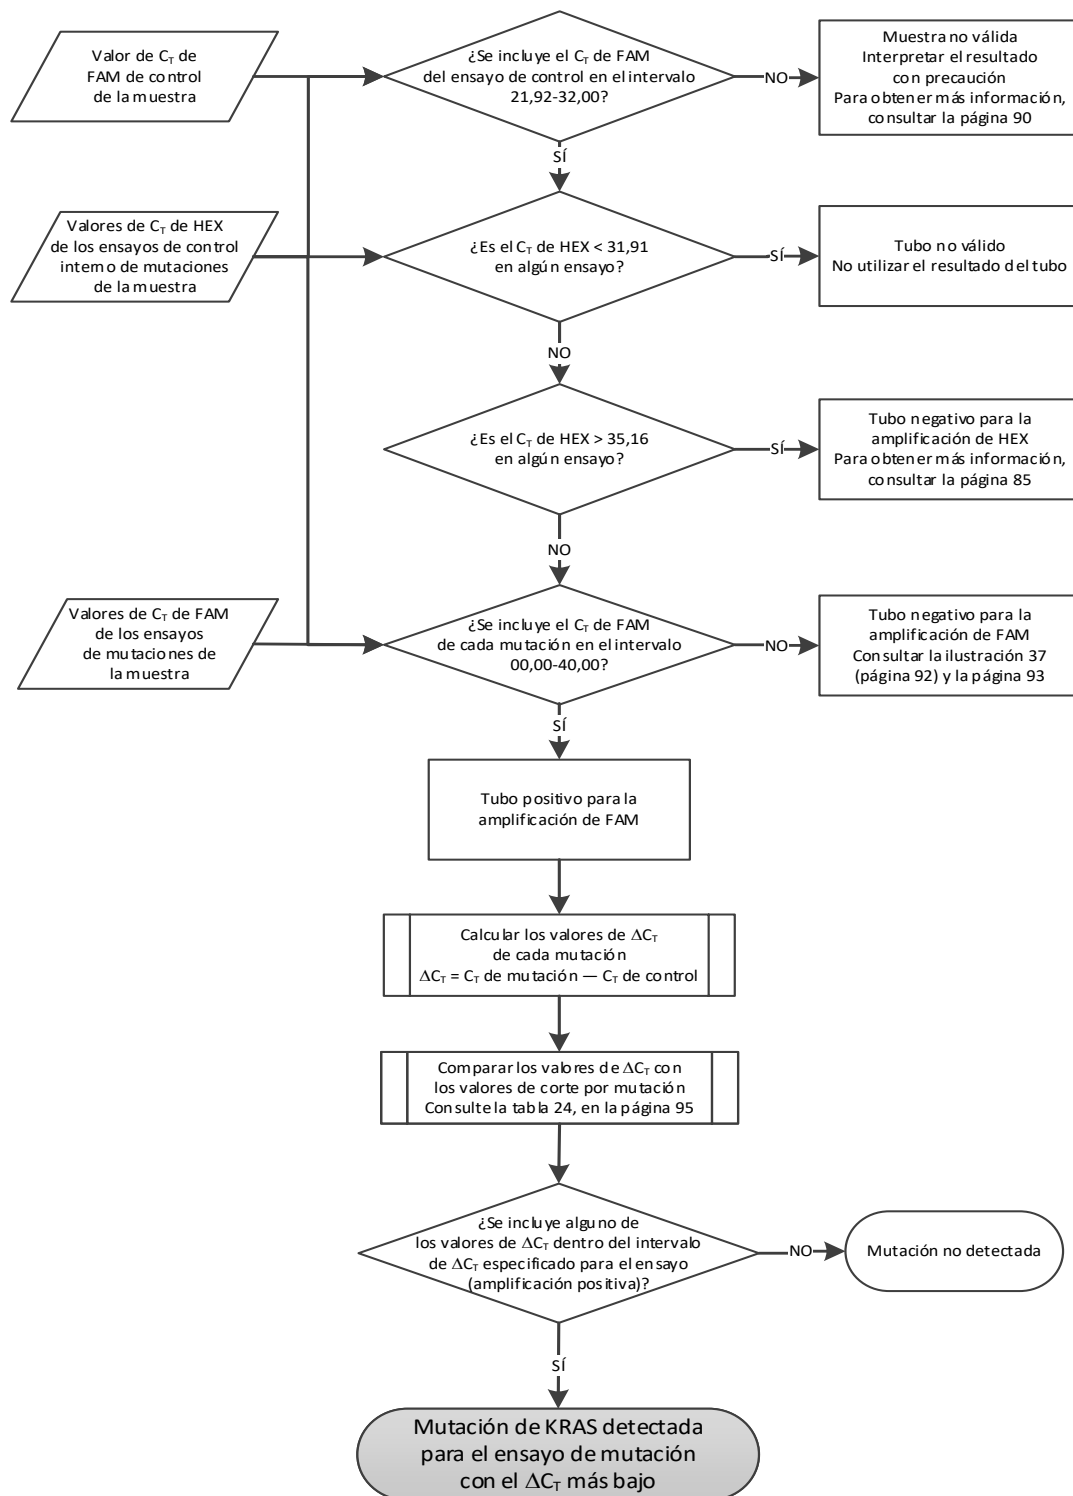 Valor de CT de
FAM de control
de la muestra
¿Se incluye el CT de FAM
del ensayo de control en el intervalo
21,92-32,00?
NO
Muestra no válida
Interpretar el resultado
con precaución
Para obtener más información,
consultar la página 90
SÍ
Valores de CT de HEX
de los ensayos de control
interno de mutaciones
de la muestra
¿Es el CT de HEX < 31,91
en algún ensayo?
SÍ
Tubo no válido
No utilizar el resultado del tubo
NO
¿Es el CT de HEX > 35,16
en algún ensayo?
SÍ
Tubo negativo para la
amplificación de HEX
Para obtener más información,
consultar la página 85
NO
Valores de CT de FAM
de los ensayos
de mutaciones de
la muestra
¿Se incluye el CT de FAM
de cada mutación en el intervalo
00,00-40,00?
NO
Tubo negativo para la
amplificación de FAM
Consultar la ilustración 37
(página 92) y la página 93
SÍ
Tubo positivo para la
amplificación de FAM
Calcular los valores de ΔCT
de cada mutación
ΔCT = CT de mutación — CT de control
Comparar los valores de ΔCT con
los valores de corte por mutación
Consulte la tabla 24, en la página 95
¿Se incluye alguno de
los valores de ΔCT dentro del intervalo
de ΔCT especificado para el ensayo
(amplificación positiva)?
NO
Mutación no detectada
SÍ
Mutación de KRAS detectada
para el ensayo de mutación
con el ΔCT más bajo